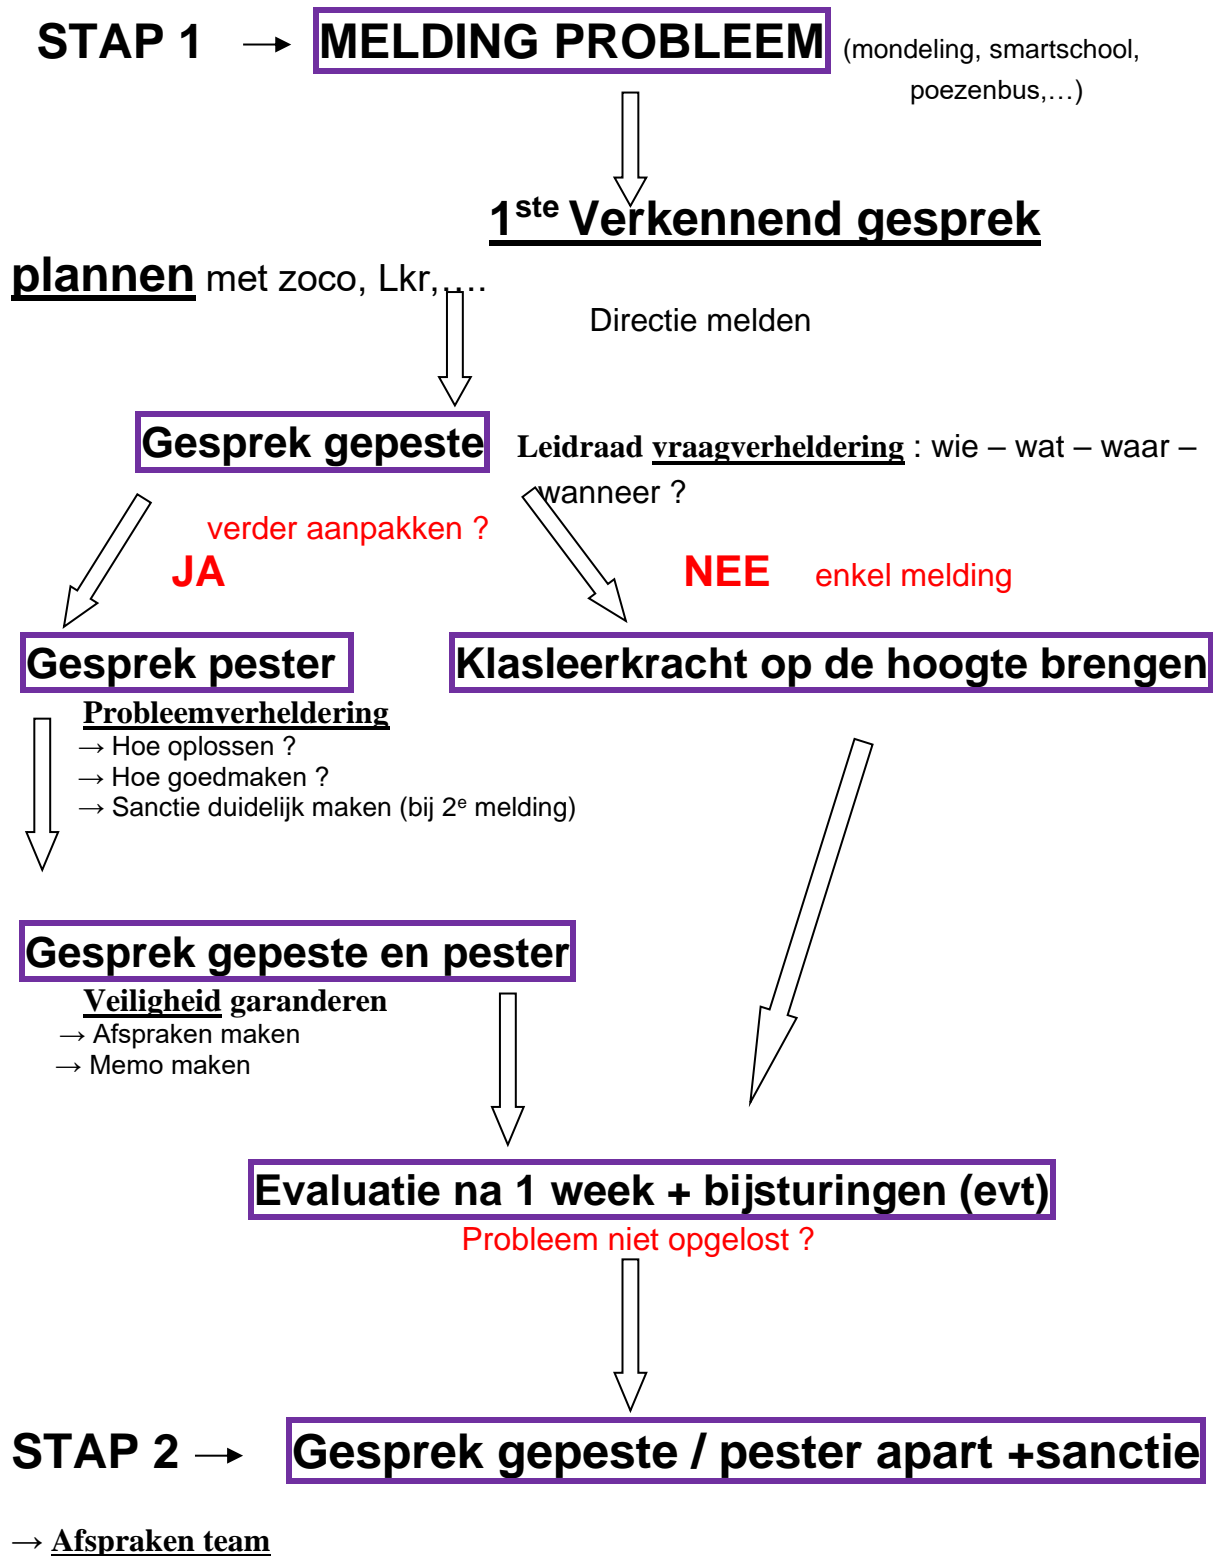 STAP 1 → MELDING PROBLEEM (mondeling, smartschool,
poezenbus,…)
1ste Verkennend gesprek
plannen met zoco, Lkr,….
Directie melden
Gesprek gepeste Leidraad vraagverheldering : wie – wat – waar –
wanneer ?
verder aanpakken ?
JA NEE enkel melding
Gesprek pester Klasleerkracht op de hoogte brengen
Probleemverheldering
→ Hoe oplossen ?
→ Hoe goedmaken ?
→ Sanctie duidelijk maken (bij 2e melding)
Gesprek gepeste en pester
Veiligheid garanderen
→ Afspraken maken
→ Memo maken
Evaluatie na 1 week + bijsturingen (evt)
Probleem niet opgelost ?
STAP 2 → Gesprek gepeste / pester apart +sanctie
→ Afspraken team